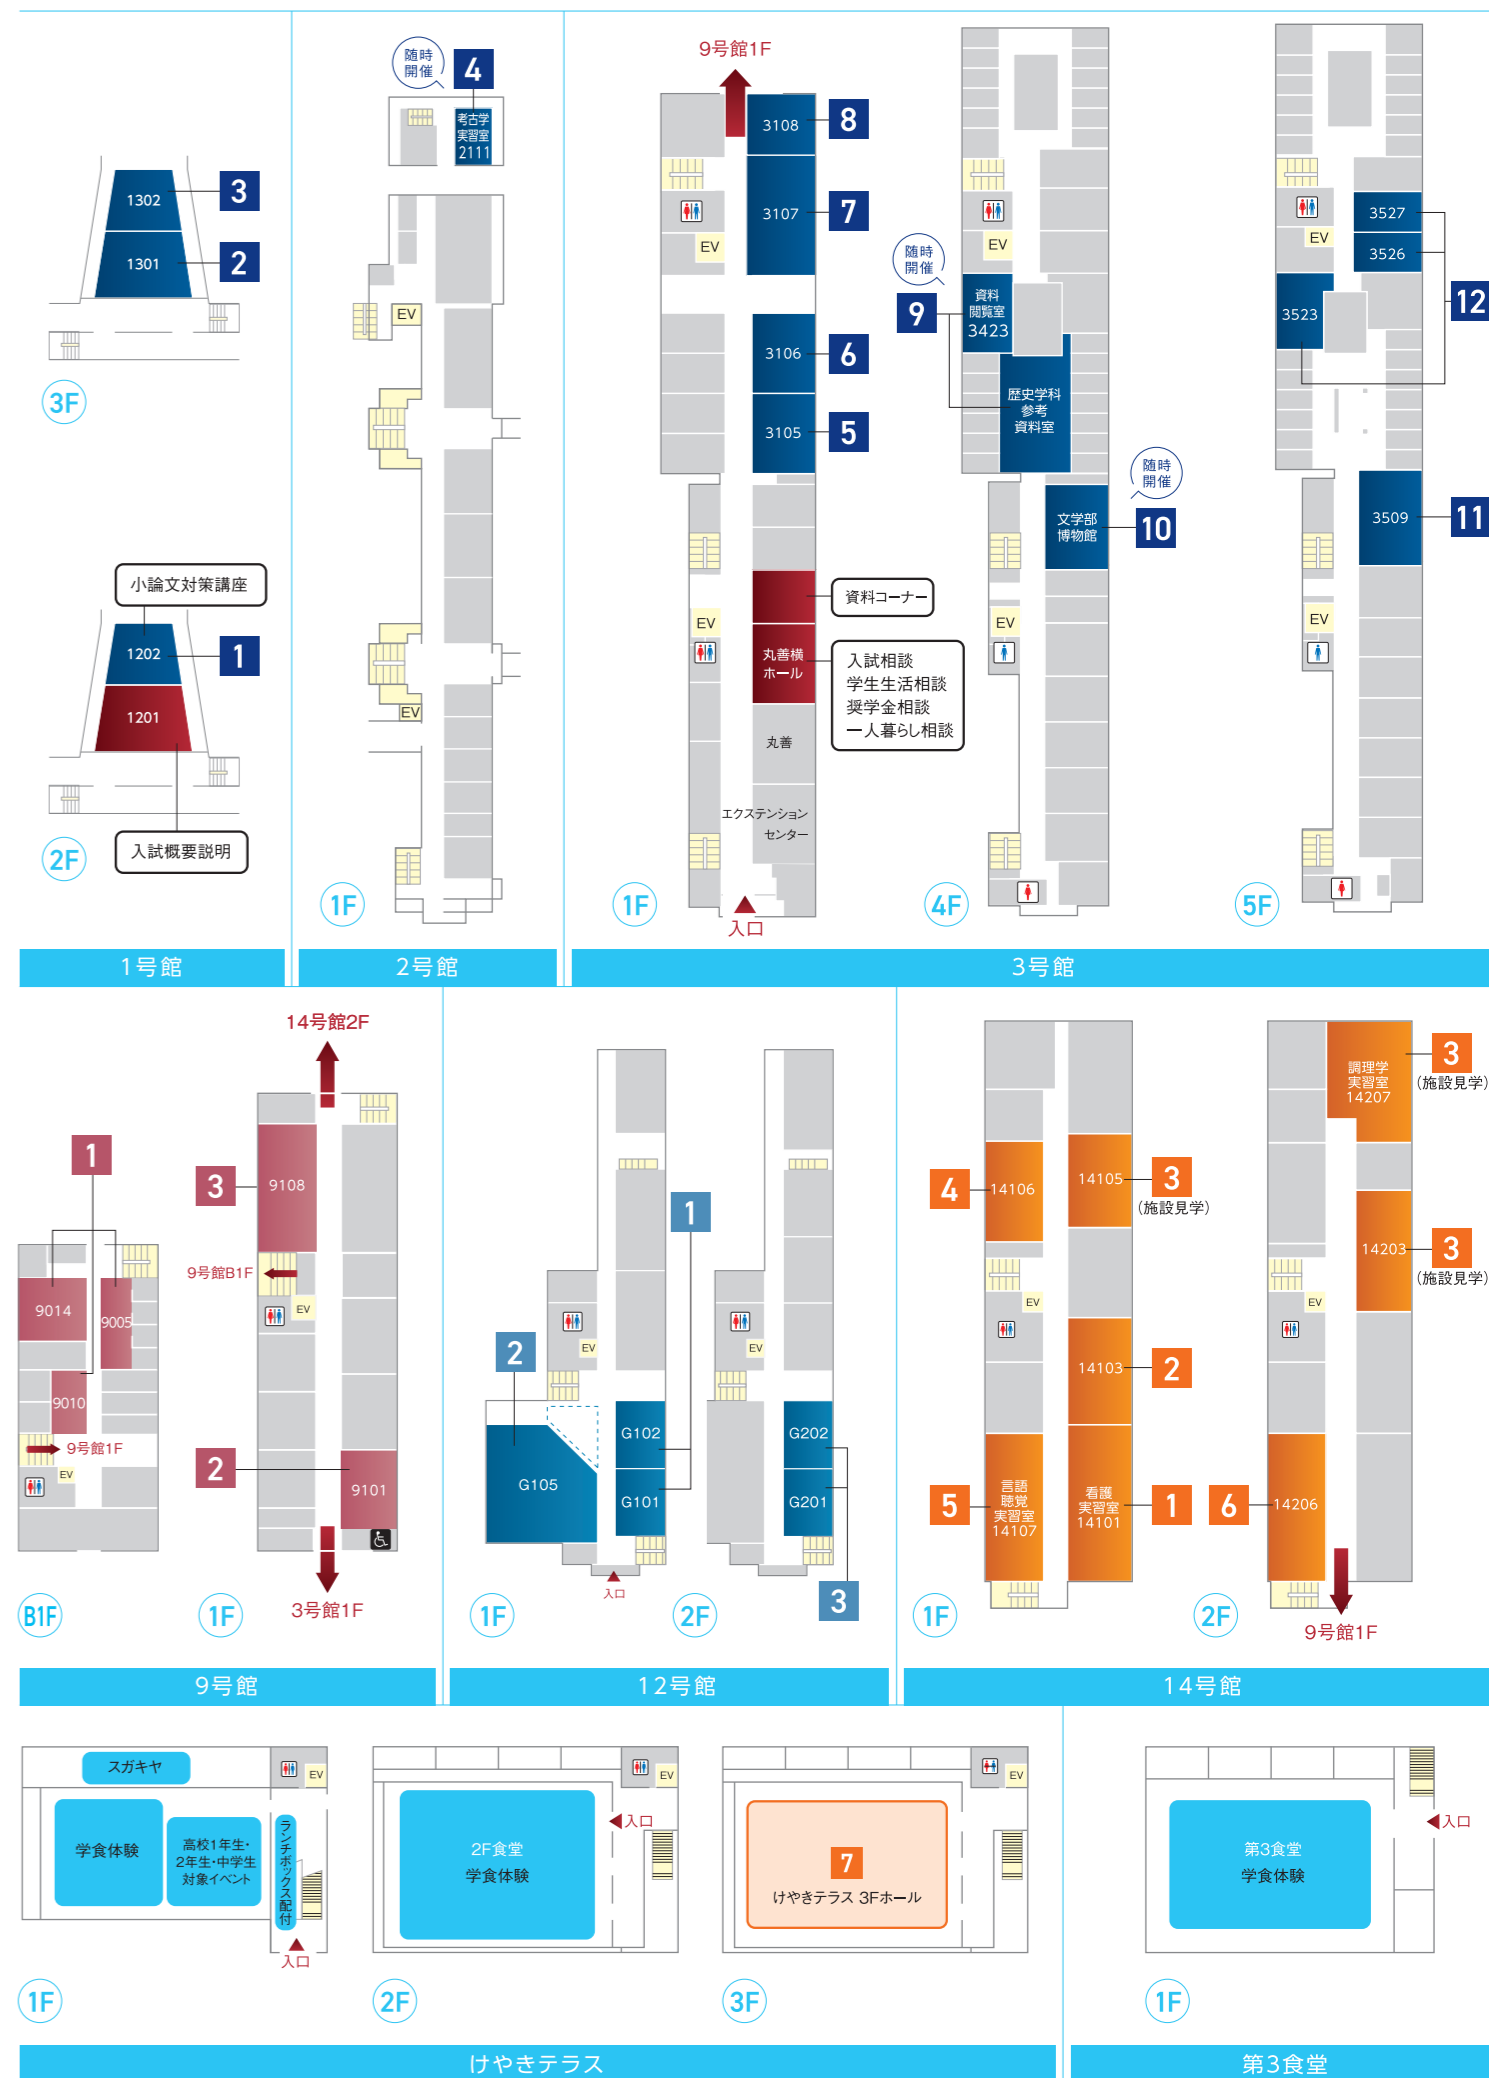 1302
3
1301
2
3F
小論文対策講座
1202
1
1201
入試概要説明
2F
1号館
随時
開催
4
考古学
実習室
2111
EV
EV
1F
2号館
9号館1F
3108
8
3107
7
EV
3106
6
3105
5
資料コーナー
EV
丸善横
ホール
入試相談
学生生活相談
奨学金相談
一人暮らし相談
丸善
エクステンション
センター
1F
入口
EV
随時
開催
9
資料
閲覧室
3423
歴史学科
参考
資料室
随時
開催
10
文学部
博物館
EV
4F
3527
EV
3526
12
3523
3509
11
EV
5F
3号館
1
9014
9005
9010
9号館1F
EV
B1F
14号館2F
3
9108
9号館B1F
EV
2
9101
3号館1F
1F
9号館
1
EV
2
G102
G105
G101
入口
1F
EV
G202
G201
3
2F
12号館
4
14106
14105
3
(施設見学)
EV
14103
2
5
言語
聴覚
実習室
14107
看護
実習室
14101
1
1F
調理学
実習室
14207
3
(施設見学)
14203
3
(施設見学)
EV
6
14206
2F
9号館1F
14号館
スガキヤ
EV
学食体験
高校1年生・
2年生・中学生
対象イベント
ランチボックス配付
入口
1F
EV
2F食堂
学食体験
入口
2F
EV
7
けやきテラス 3Fホール
3F
けやきテラス
第3食堂
学食体験
入口
1F
第3食堂